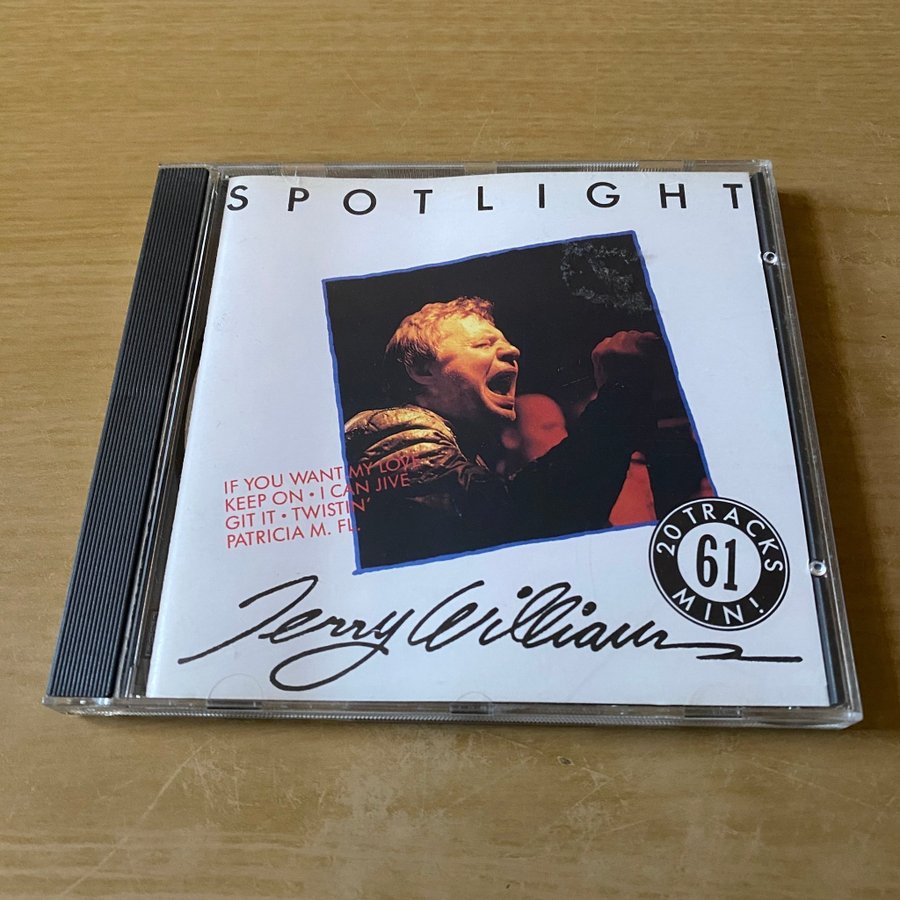 SPOTLIGHT
IF YOU WANT MY LOVE
KEEP ON • I CAN JIVE
GIT IT • TWISTIN'
PATRICIA M. FL.
20 TRACKS
61
MIN!
Jerry Williams